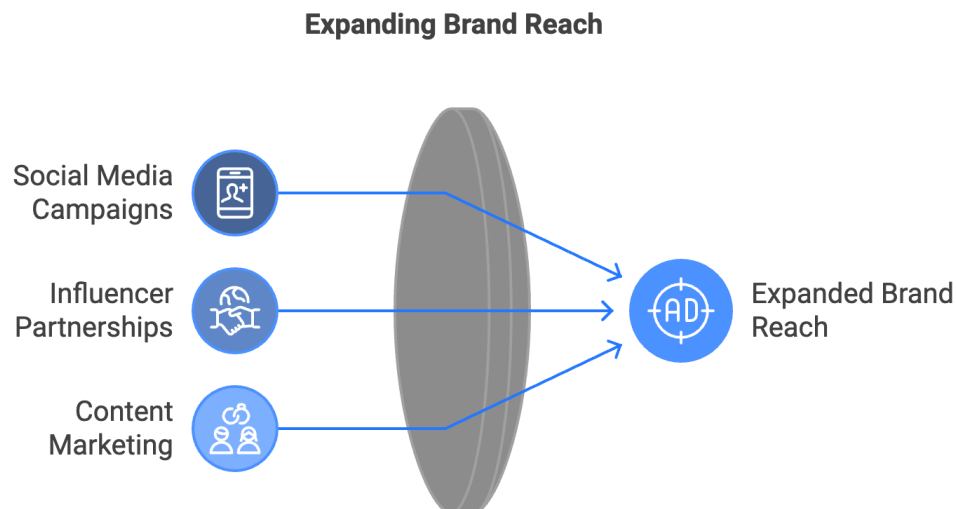 Expanding Brand Reach
Social Media
Campaigns
Influencer
Partnerships
Content
Marketing
AD
Expanded Brand
Reach